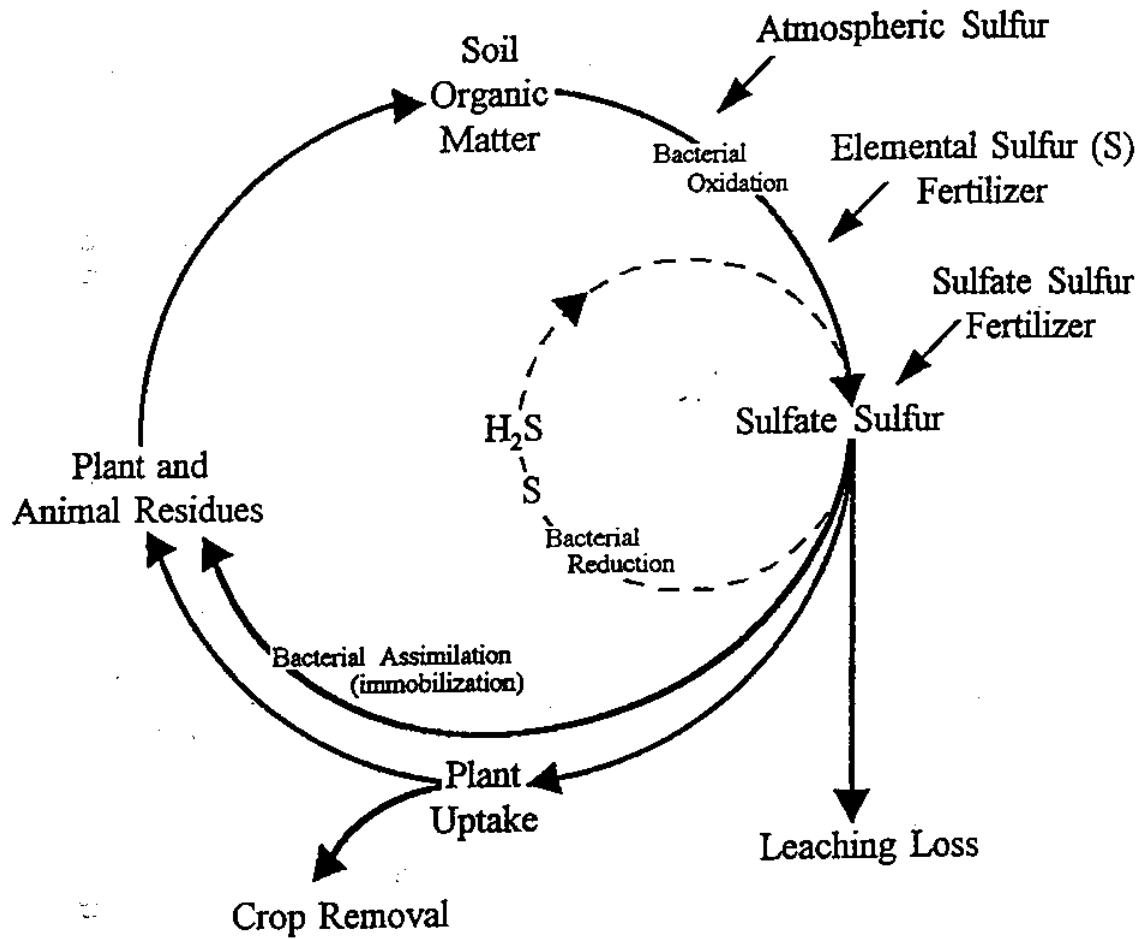 Atmospheric Sulfur
Soil
Organic
Matter
Bacterial
Oxidation
Elemental Sulfur (S)
Fertilizer
Sulfate Sulfur
Fertilizer
H₂S
S
Sulfate Sulfur
Plant and
Animal Residues
Bacterial
Reduction
Bacterial Assimilation
(immobilization)
Plant
Uptake
Leaching Loss
Crop Removal